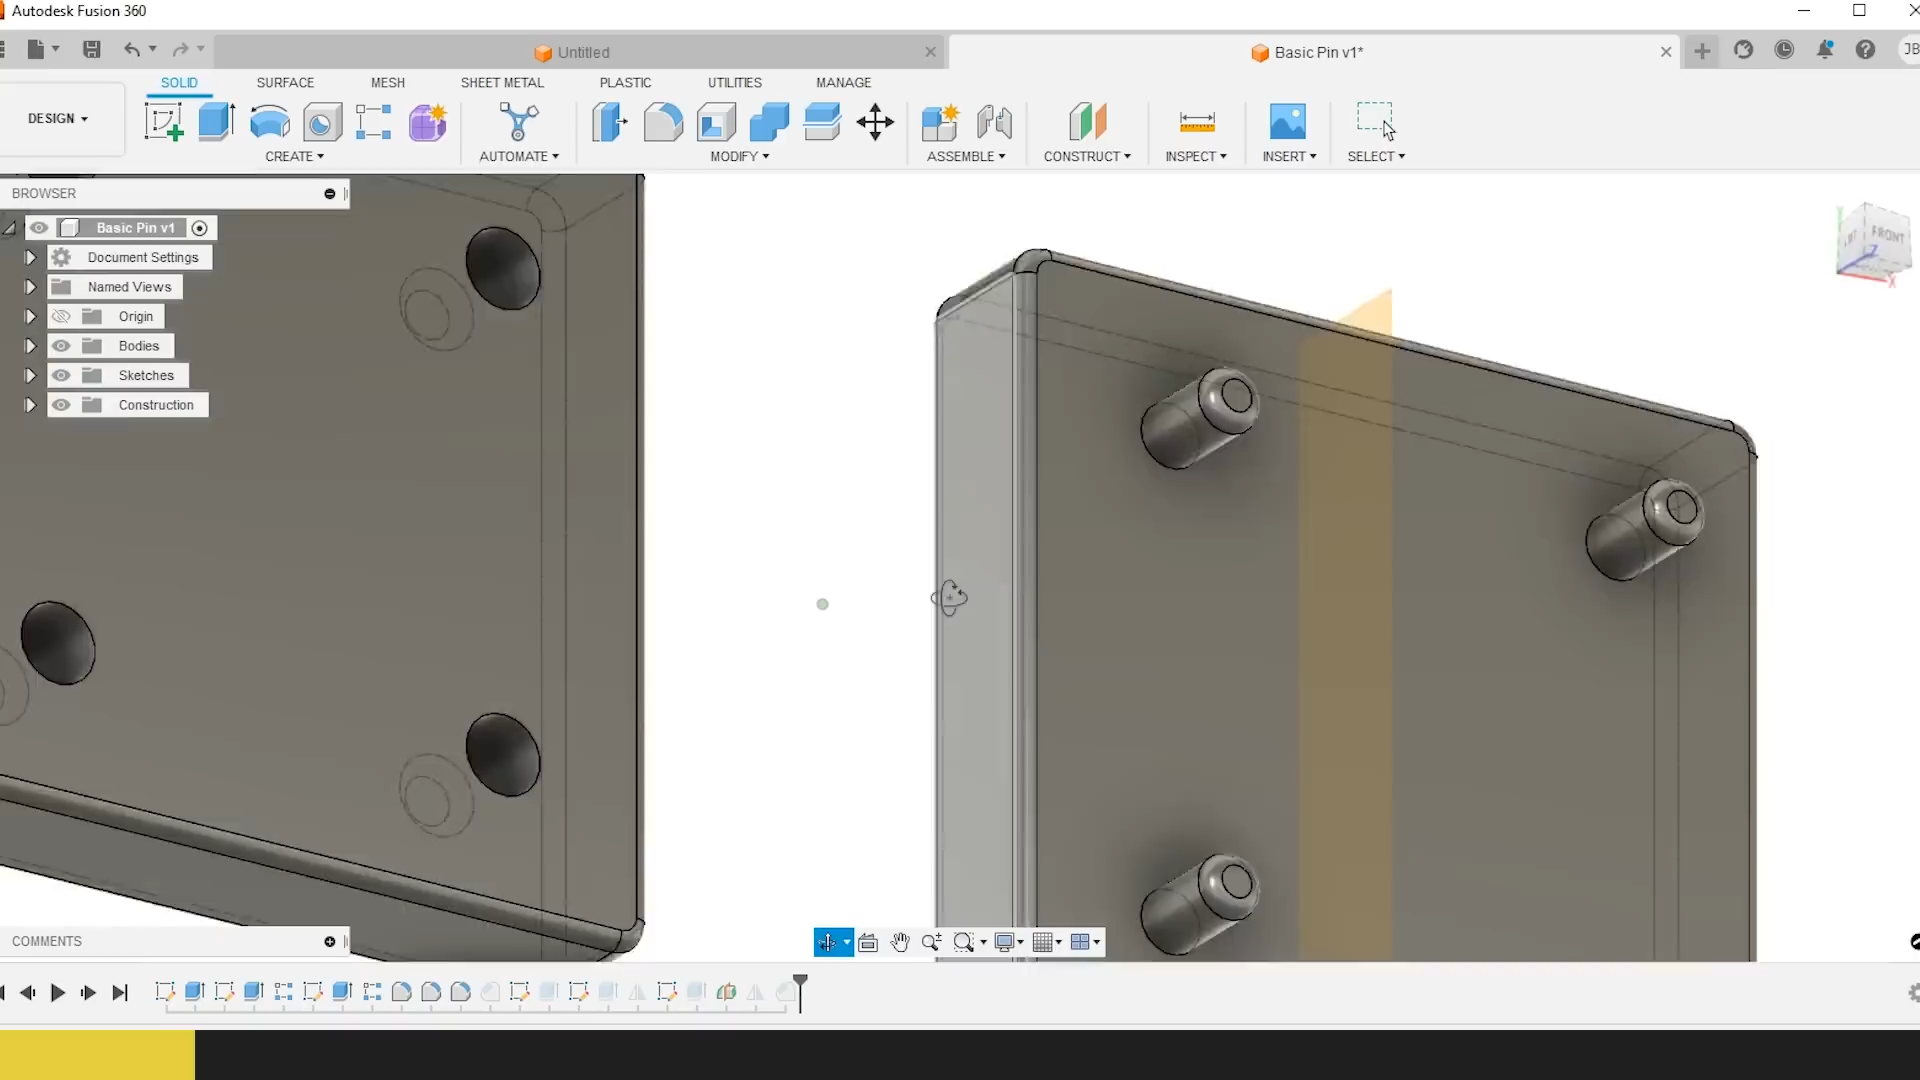 Autodesk Fusion 360
Untitled
Basic Pin v1*
JB
SOLID
SURFACE
MESH
SHEET METAL
PLASTIC
UTILITIES
MANAGE
DESIGN
CREATE
AUTOMATE
MODIFY
ASSEMBLE
CONSTRUCT
INSPECT
INSERT
SELECT
BROWSER
Basic Pin v1
Document Settings
Named Views
Origin
Bodies
Sketches
Construction
FRONT
Y
Z
X
COMMENTS